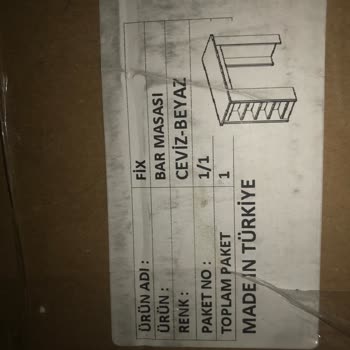 ÜRÜN ADI : FİX
ÜRÜN : BAR MASASI
RENK : CEVİZ-BEYAZ
PAKET NO : 1/1
TOPLAM PAKET 1
MADE IN TÜRKİYE